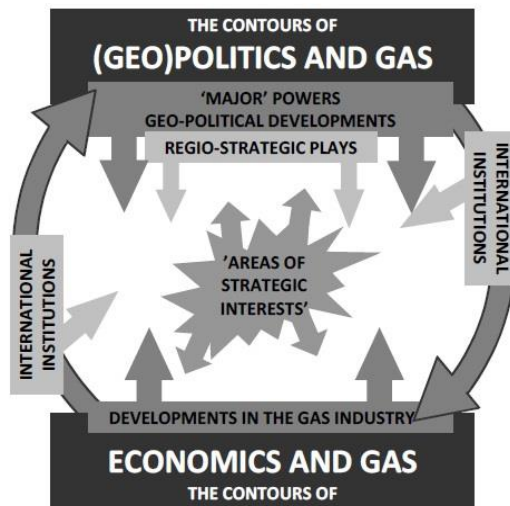 THE CONTOURS OF
(GEO)POLITICS AND GAS
‘MAJOR’ POWERS
GEO-POLITICAL DEVELOPMENTS
REGIO-STRATEGIC PLAYS
INTERNATIONAL
INSTITUTIONS
’AREAS OF
STRATEGIC
INTERESTS’
INTERNATIONAL
INSTITUTIONS
DEVELOPMENTS IN THE GAS INDUSTRY
ECONOMICS AND GAS
THE CONTOURS OF